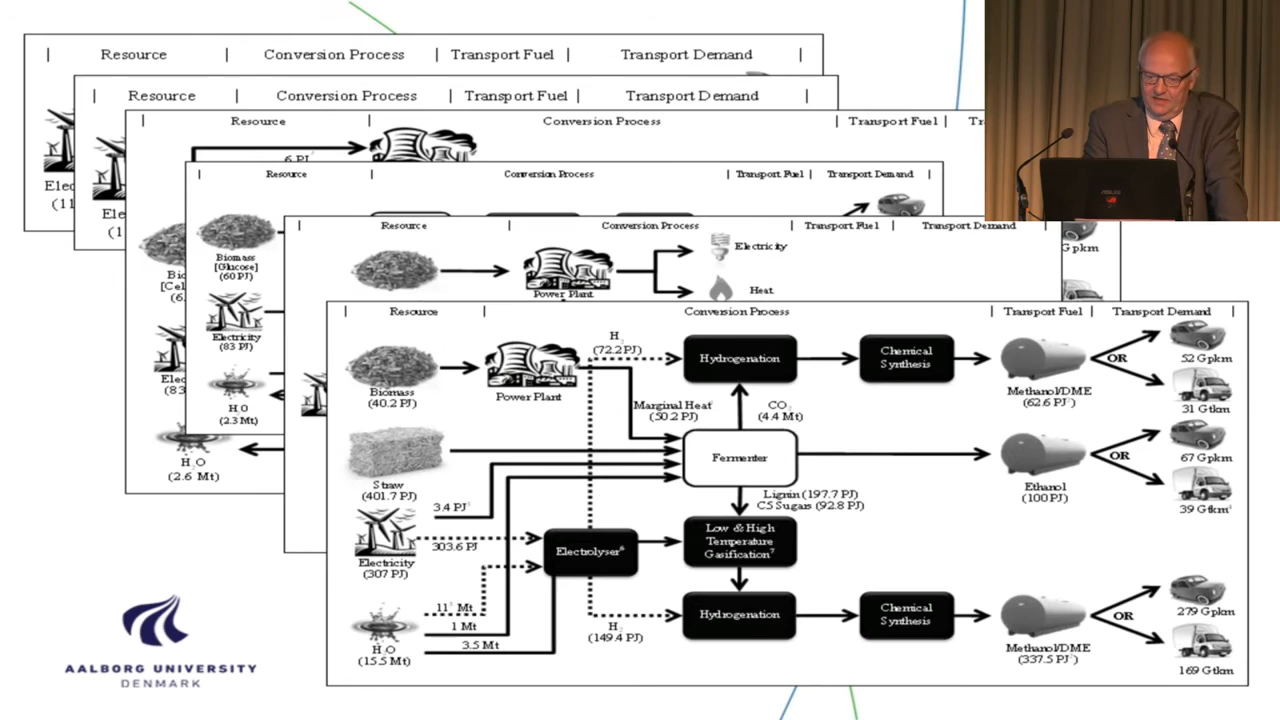 | Resource | Conversion Process | Transport Fuel | Transport Demand |
| Resource | Conversion Process | Transport Fuel | Transport Demand |
| Resource | Conversion Process | Transport Fuel |
6 PJ
| Resource | Conversion Process | Transport Fuel | Transport Demand |
Elec
(11
Ele
(1
Biomass
[Glucose]
(60 PJ)
Electricity
(83 PJ)
H₂O
(2.3 Mt)
Bio
[Cel
(6.
Elec
(83
H₂O
(2.6 Mt)
| Resource | Conversion Process | Transport Fuel | Transport Demand |
Power Plant
Electricity
Heat
Gpkm
| Resource | Conversion Process | Transport Fuel | Transport Demand |
Biomass
(40.2 PJ)
Power Plant
H₂
(72.2PJ)
Hydrogenation
Chemical
Synthesis
Methanol/DME
(62.6 PJ)
OR
52 Gpkm
31 Gtkm
Marginal Heat
(50.2 PJ)
CO₂
(4.4 Mt)
Straw
(401.7 PJ)
Fermenter
Ethanol
(100 PJ)
OR
67 Gpkm
39 Gtkm
Lignin (197.7 PJ)
C5 Sugars (92.8 PJ)
3.4 PJ
303.6 PJ
Electricity
(307 PJ)
Electrolyser⁶
Low & High
Temperature
Gasification⁷
11 Mt
1 Mt
3.5 Mt
H₂O
(15.5 Mt)
H₂
(149.4 PJ)
Hydrogenation
Chemical
Synthesis
Methanol/DME
(337.5 PJ)
OR
279 Gpkm
169 Gtkm
AALBORG UNIVERSITY
DENMARK
ASUS